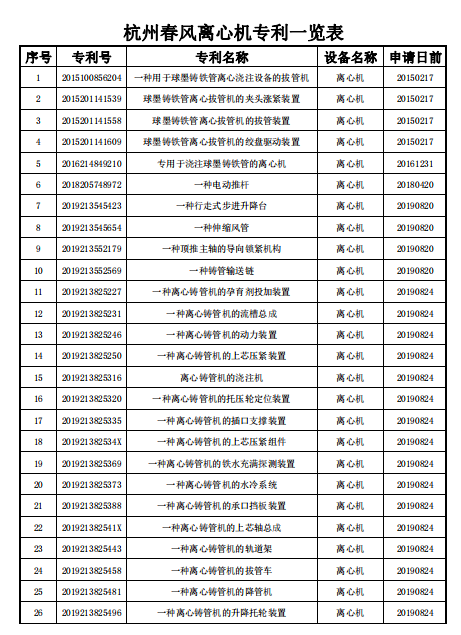 杭州春风离心机专利一览表
序号 专利号 专利名称 设备名称 申请日前
1 2015100856204 一种用于球墨铸铁管离心浇注设备的拔管机 离心机 20150217
2 2015201141539 球墨铸铁管离心拔管机的夹头涨紧装置 离心机 20150217
3 2015201141558 球墨铸铁管离心拔管机的拔管装置 离心机 20150217
4 2015201141609 球墨铸铁管离心拔管机的绞盘驱动装置 离心机 20150217
5 2016214849210 专用于浇注球墨铸铁管的离心机 离心机 20161231
6 2018205748972 一种电动推杆 离心机 20180420
7 2019213545423 一种行走式步进升降台 离心机 20190820
8 2019213545654 一种伸缩风管 离心机 20190820
9 2019213552179 一种顶推主轴的导向锁紧机构 离心机 20190820
10 2019213552569 一种铸管输送链 离心机 20190820
11 2019213825227 一种离心铸管机的孕育剂投加装置 离心机 20190824
12 2019213825231 一种离心铸管机的流槽总成 离心机 20190824
13 2019213825246 一种离心铸管机的动力装置 离心机 20190824
14 2019213825250 一种离心铸管机的上芯压紧装置 离心机 20190824
15 2019213825316 离心铸管机的浇注机 离心机 20190824
16 2019213825320 一种离心铸管机的托压轮定位装置 离心机 20190824
17 2019213825335 一种离心铸管机的插口支撑装置 离心机 20190824
18 201921382534X 一种离心铸管机的上芯压紧组件 离心机 20190824
19 2019213825369 一种离心铸管机的铁水充满探测装置 离心机 20190824
20 2019213825373 一种离心铸管机的水冷系统 离心机 20190824
21 2019213825388 一种离心铸管机的承口挡板装置 离心机 20190824
22 201921382541X 一种离心铸管机的上芯轴总成 离心机 20190824
23 2019213825443 一种离心铸管机的轨道架 离心机 20190824
24 2019213825458 一种离心铸管机的拔管车 离心机 20190824
25 2019213825481 一种离心铸管机的降管机 离心机 20190824
26 2019213825496 一种离心铸管机的升降托轮装置 离心机 20190824